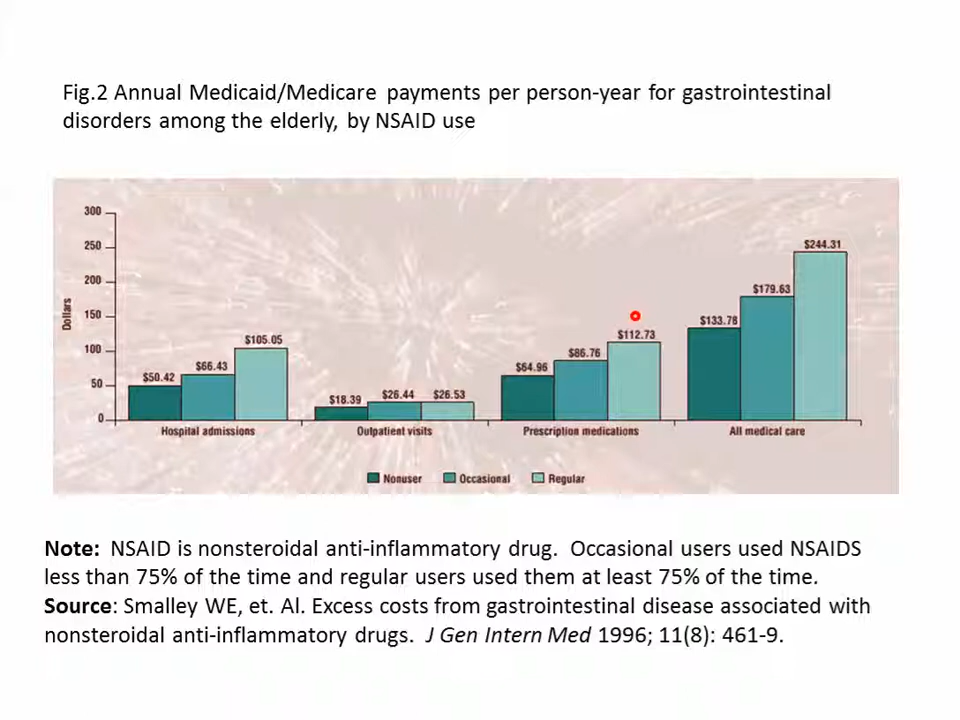 Fig.2 Annual Medicaid/Medicare payments per person-year for gastrointestinal
disorders among the elderly, by NSAID use
300
250
200
150
100
50
0
Dollars
$50.42
$66.43
$105.05
$18.39
$26.44
$26.53
$64.96
$86.76
$112.73
$133.78
$179.63
$244.31
Hospital admissions
Outpatient visits
Prescription medications
All medical care
Nonuser
Occasional
Regular
Note: NSAID is nonsteroidal anti-inflammatory drug. Occasional users used NSAIDS
less than 75% of the time and regular users used them at least 75% of the time.
Source: Smalley WE, et. Al. Excess costs from gastrointestinal disease associated with
nonsteroidal anti-inflammatory drugs. J Gen Intern Med 1996; 11(8): 461-9.